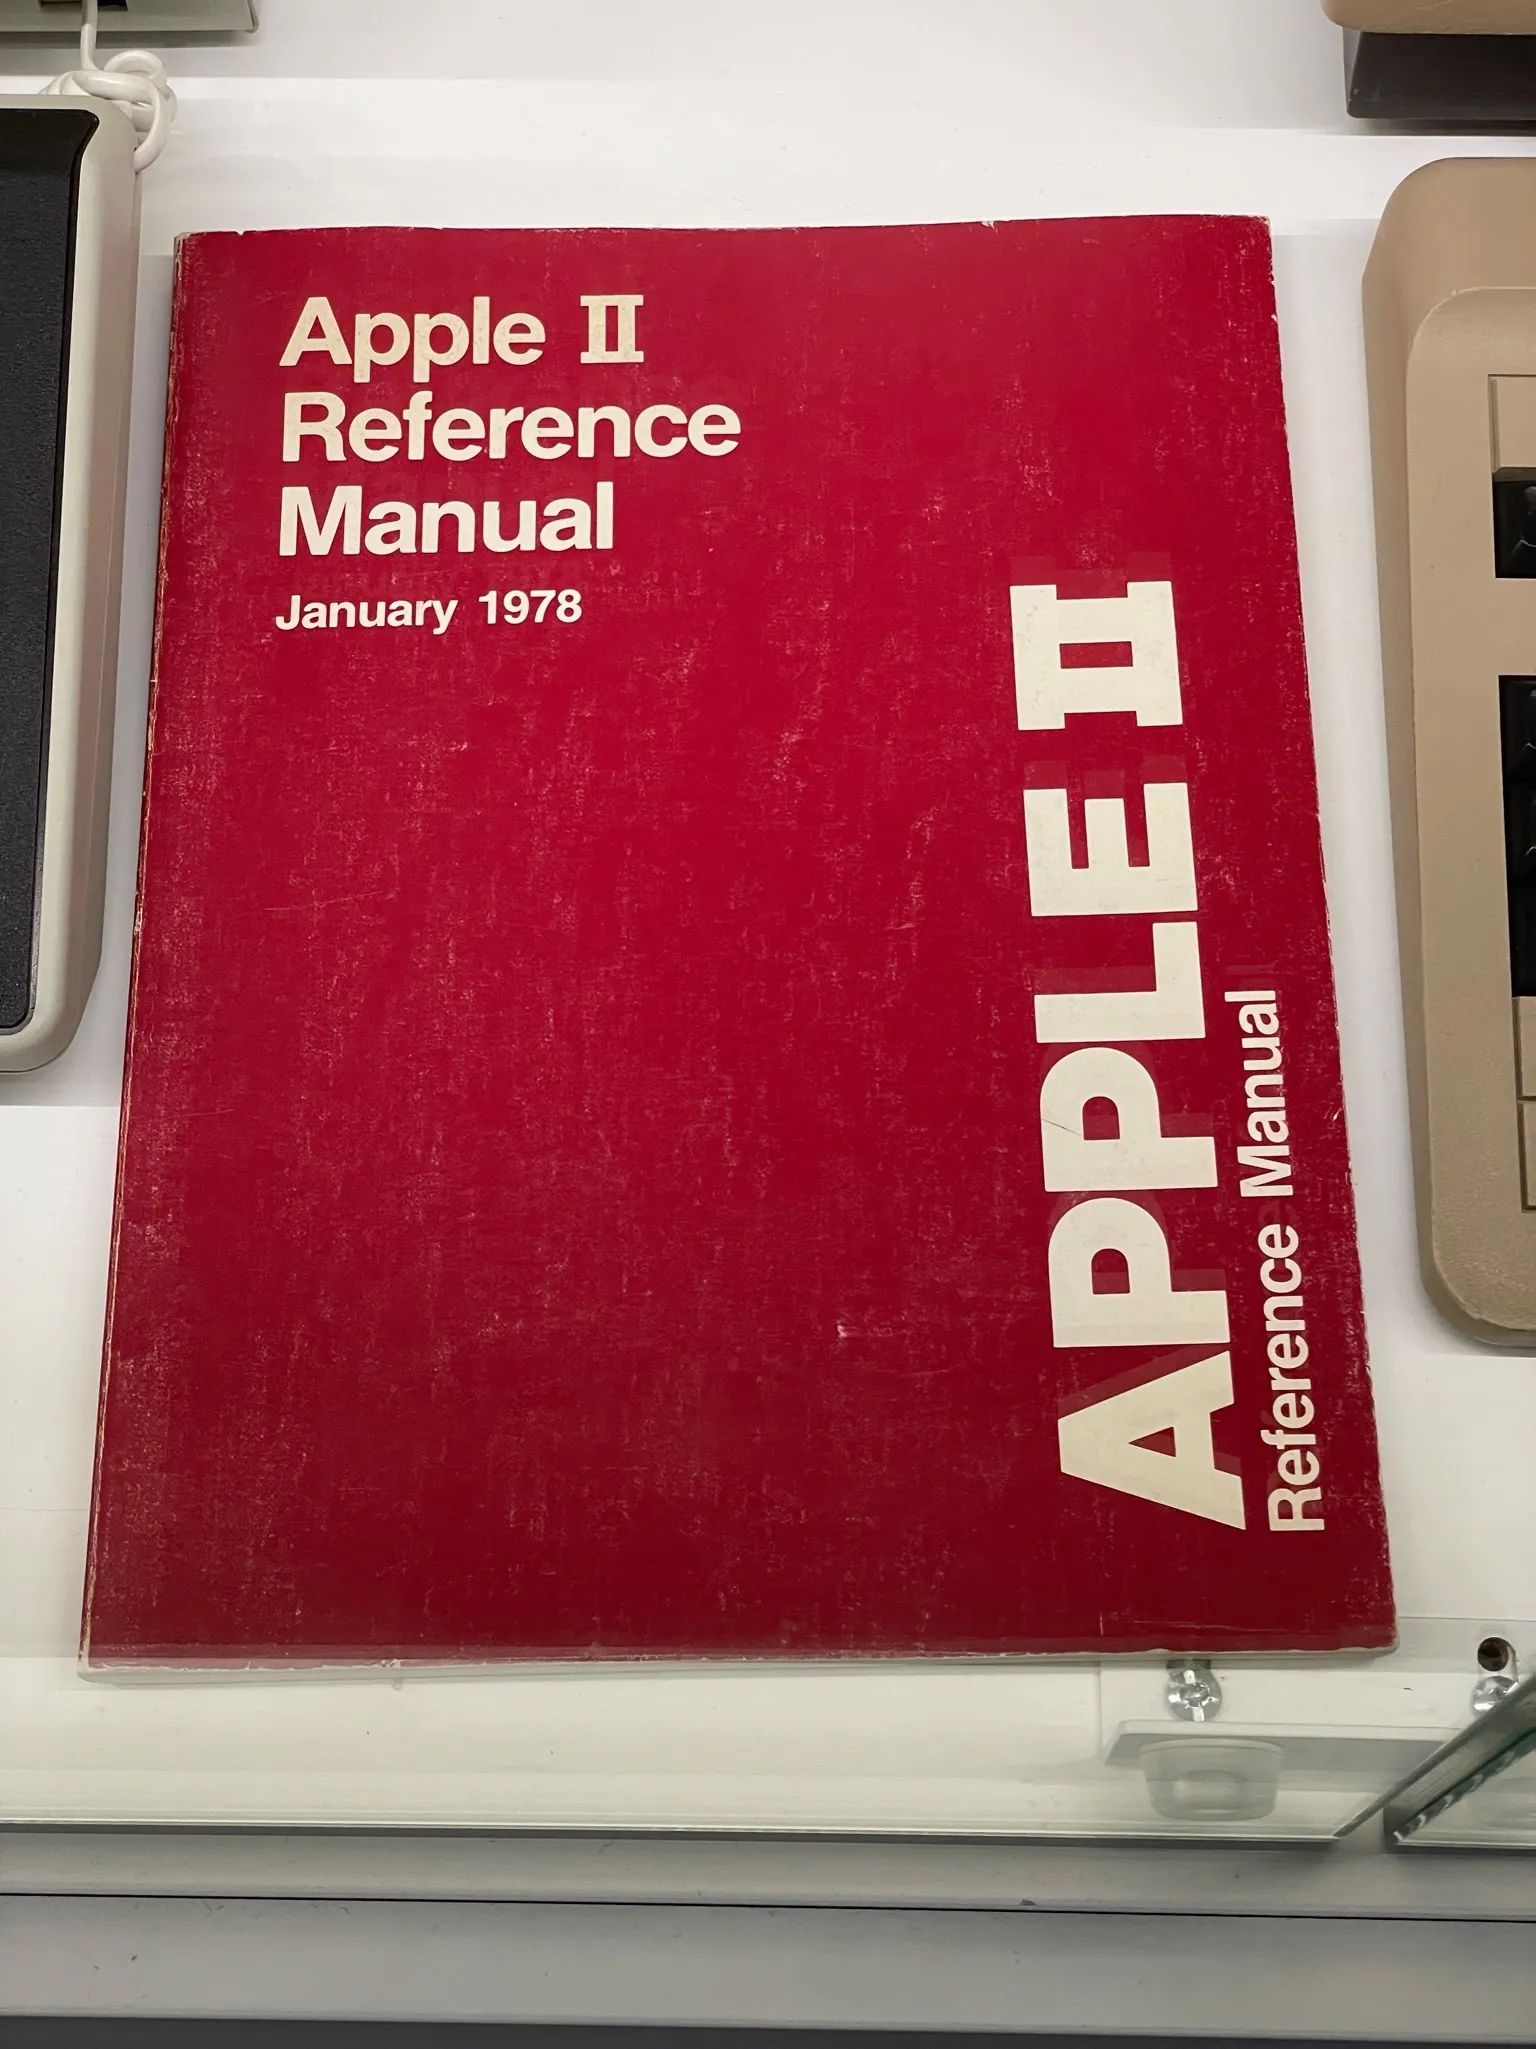 Apple II
Reference
Manual
January 1978
APPLE II
Reference Manual